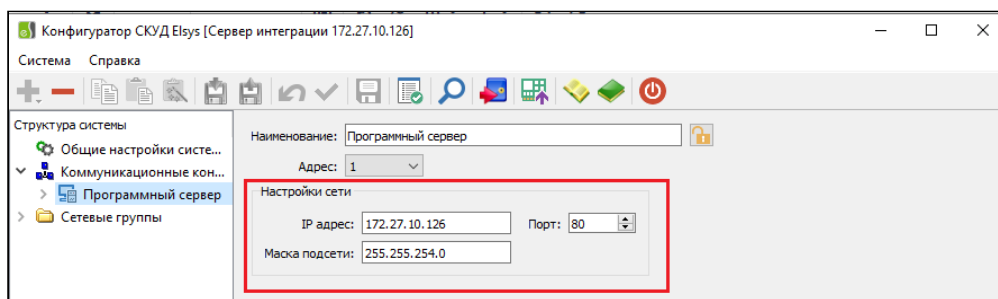 Конфигуратор СКУД Elsys [Сервер интеграции 172.27.10.126]
Система Справка
Структура системы
Общие настройки систе...
Коммуникационные кон...
Программный сервер
Сетевые группы
Наименование: Программный сервер
Адрес: 1
Настройки сети
IP адрес: 172.27.10.126 Порт: 80
Маска подсети: 255.255.254.0